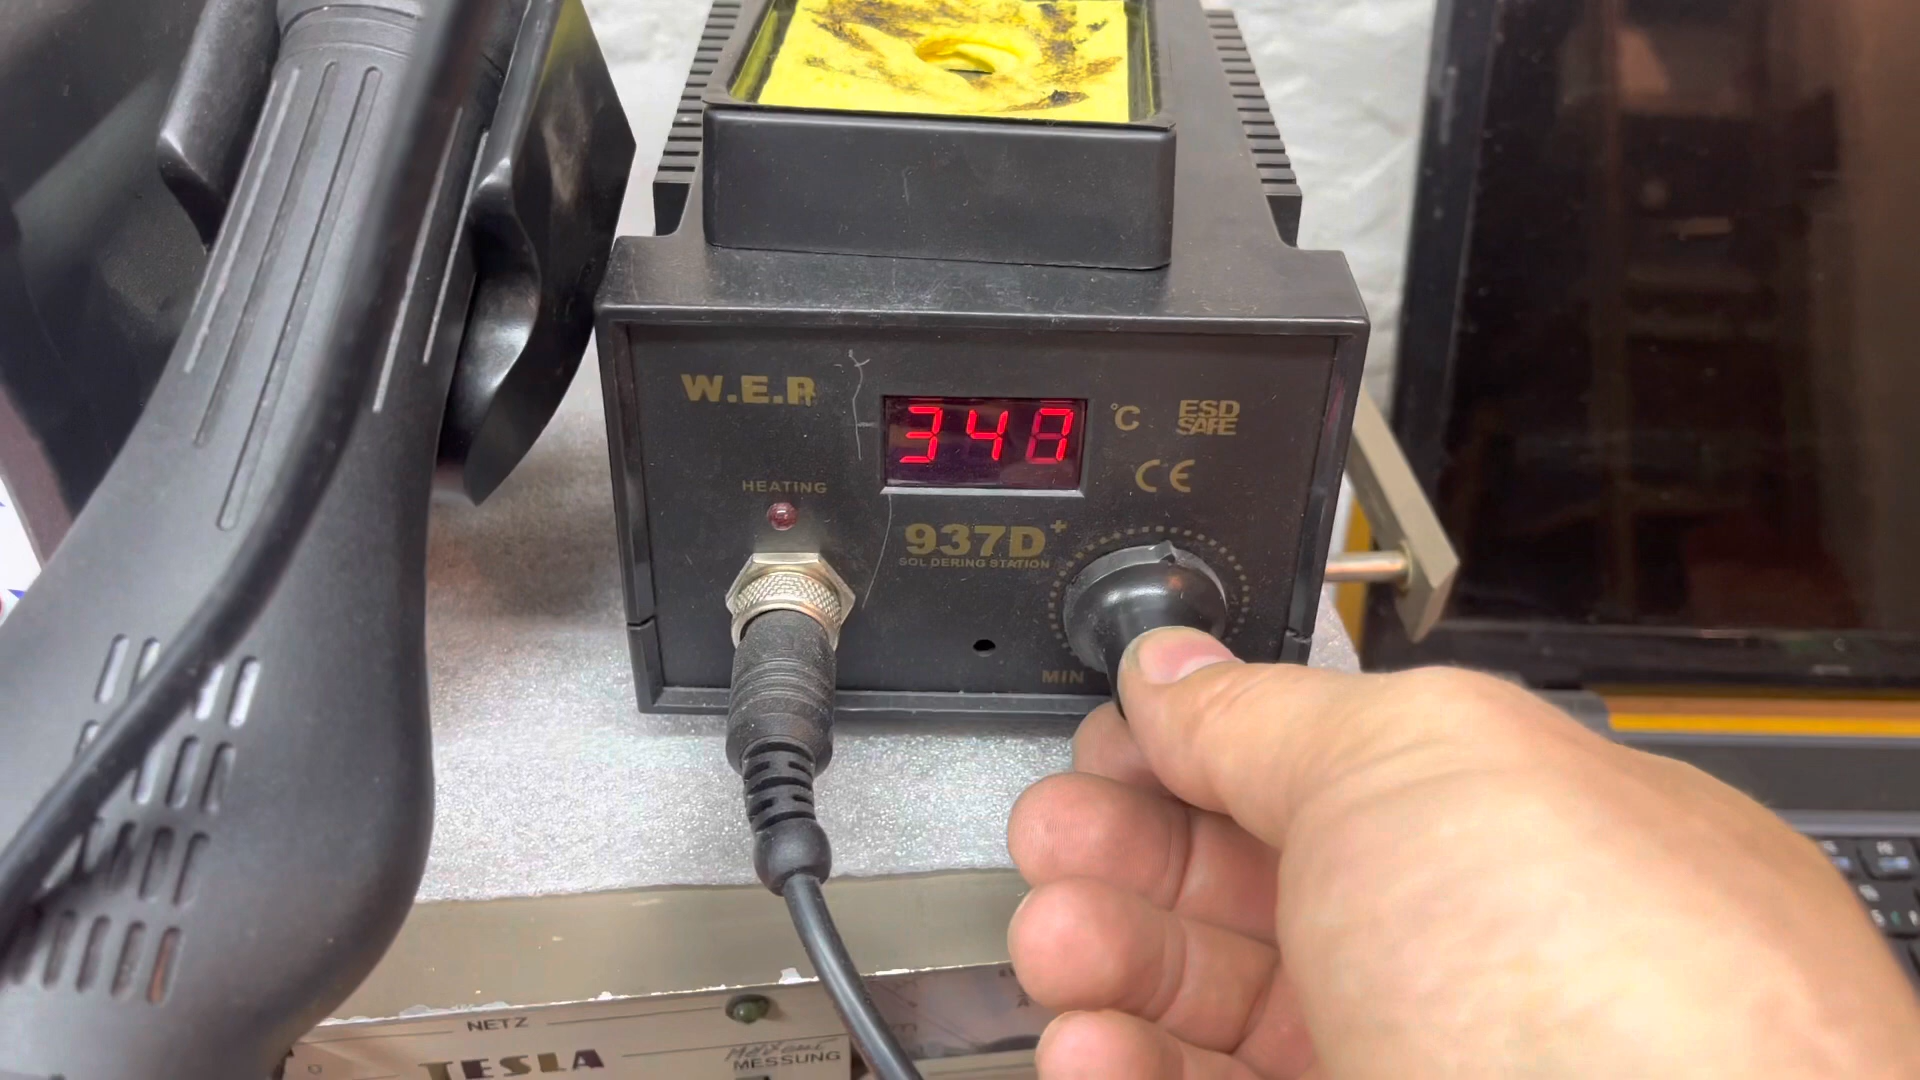 W.E.P
348
°C
ESD
SAFE
CE
HEATING
937D+
SOLDERING STATION
MIN
NETZ
TESLA
MESSUNG